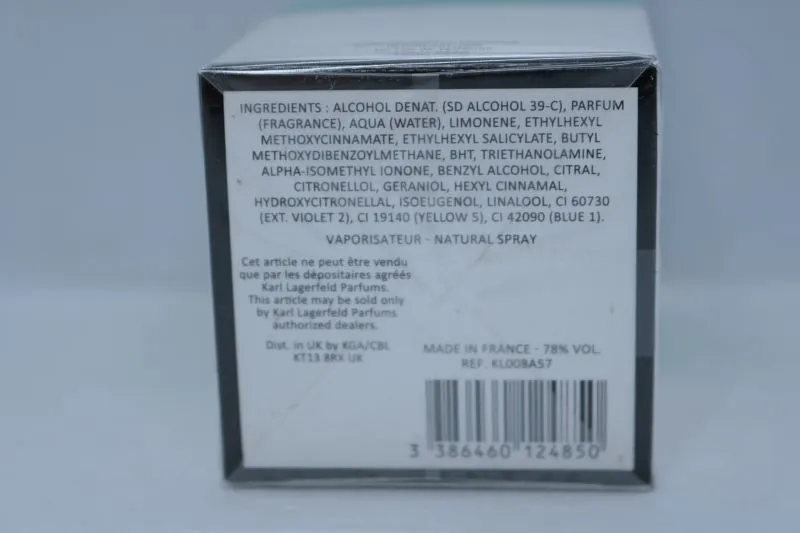 INGREDIENTS : ALCOHOL DENAT. (SD ALCOHOL 39-C), PARFUM
(FRAGRANCE), AQUA (WATER), LIMONENE, ETHYLHEXYL
METHOXYCINNAMATE, ETHYLHEXYL SALICYLATE, BUTYL
METHOXYDIBENZOYLMETHANE, BHT, TRIETHANOLAMINE,
ALPHA-ISOMETHYL IONONE, BENZYL ALCOHOL, CITRAL,
CITRONELLOL, GERANIOL, HEXYL CINNAMAL,
HYDROXYCITRONELLAL, ISOEUGENOL, LINALOOL, CI 60730
(EXT. VIOLET 2), CI 19140 (YELLOW 5), CI 42090 (BLUE 1).
VAPORISATEUR - NATURAL SPRAY
Cet article ne peut être vendu
que par les dépositaires agréés
Karl Lagerfeld Parfums.
This article may be sold only
by Karl Lagerfeld Parfums
authorized dealers.
Dist. in UK by KGA/CBL
KT13 8RX UK
MADE IN FRANCE - 78% VOL.
REF. KL008A57
3 386460 124850